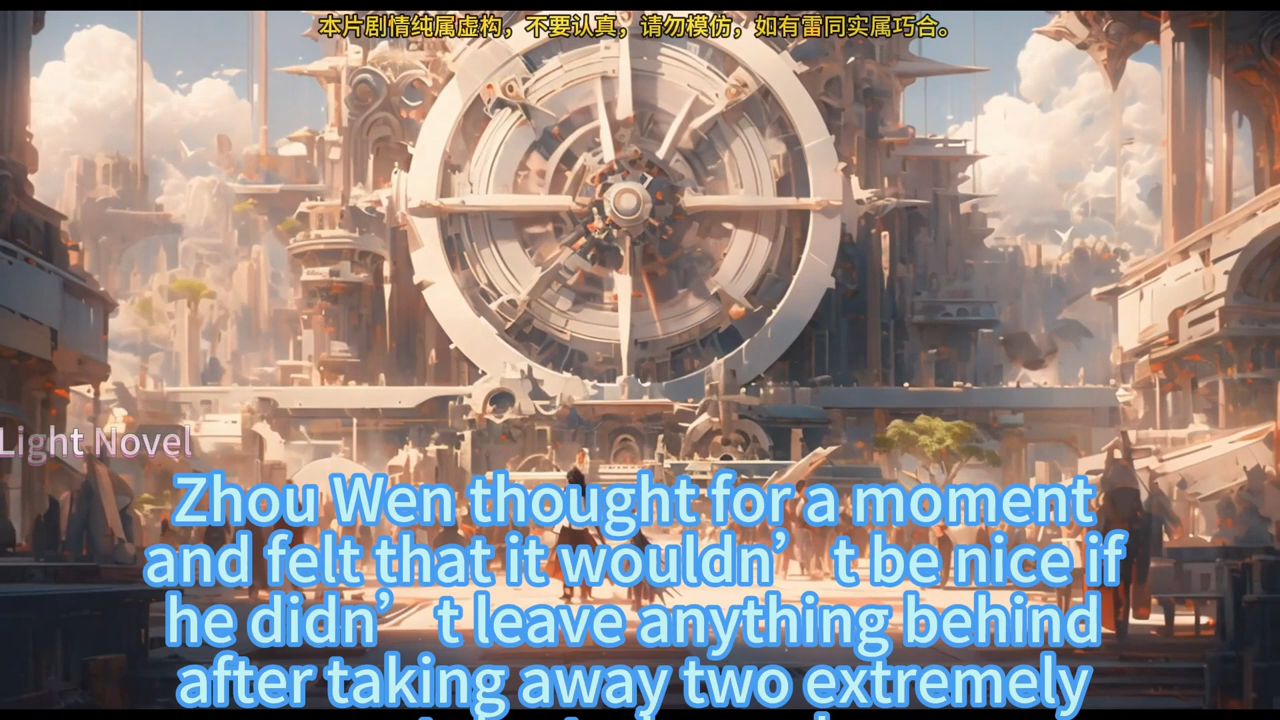 本片剧情纯属虚构，不要认真，请勿模仿，如有雷同实属巧合。
Light Novel
Zhou Wen thought for a moment
and felt that it wouldn’t be nice if
he didn’t leave anything behind
after taking away two extremely